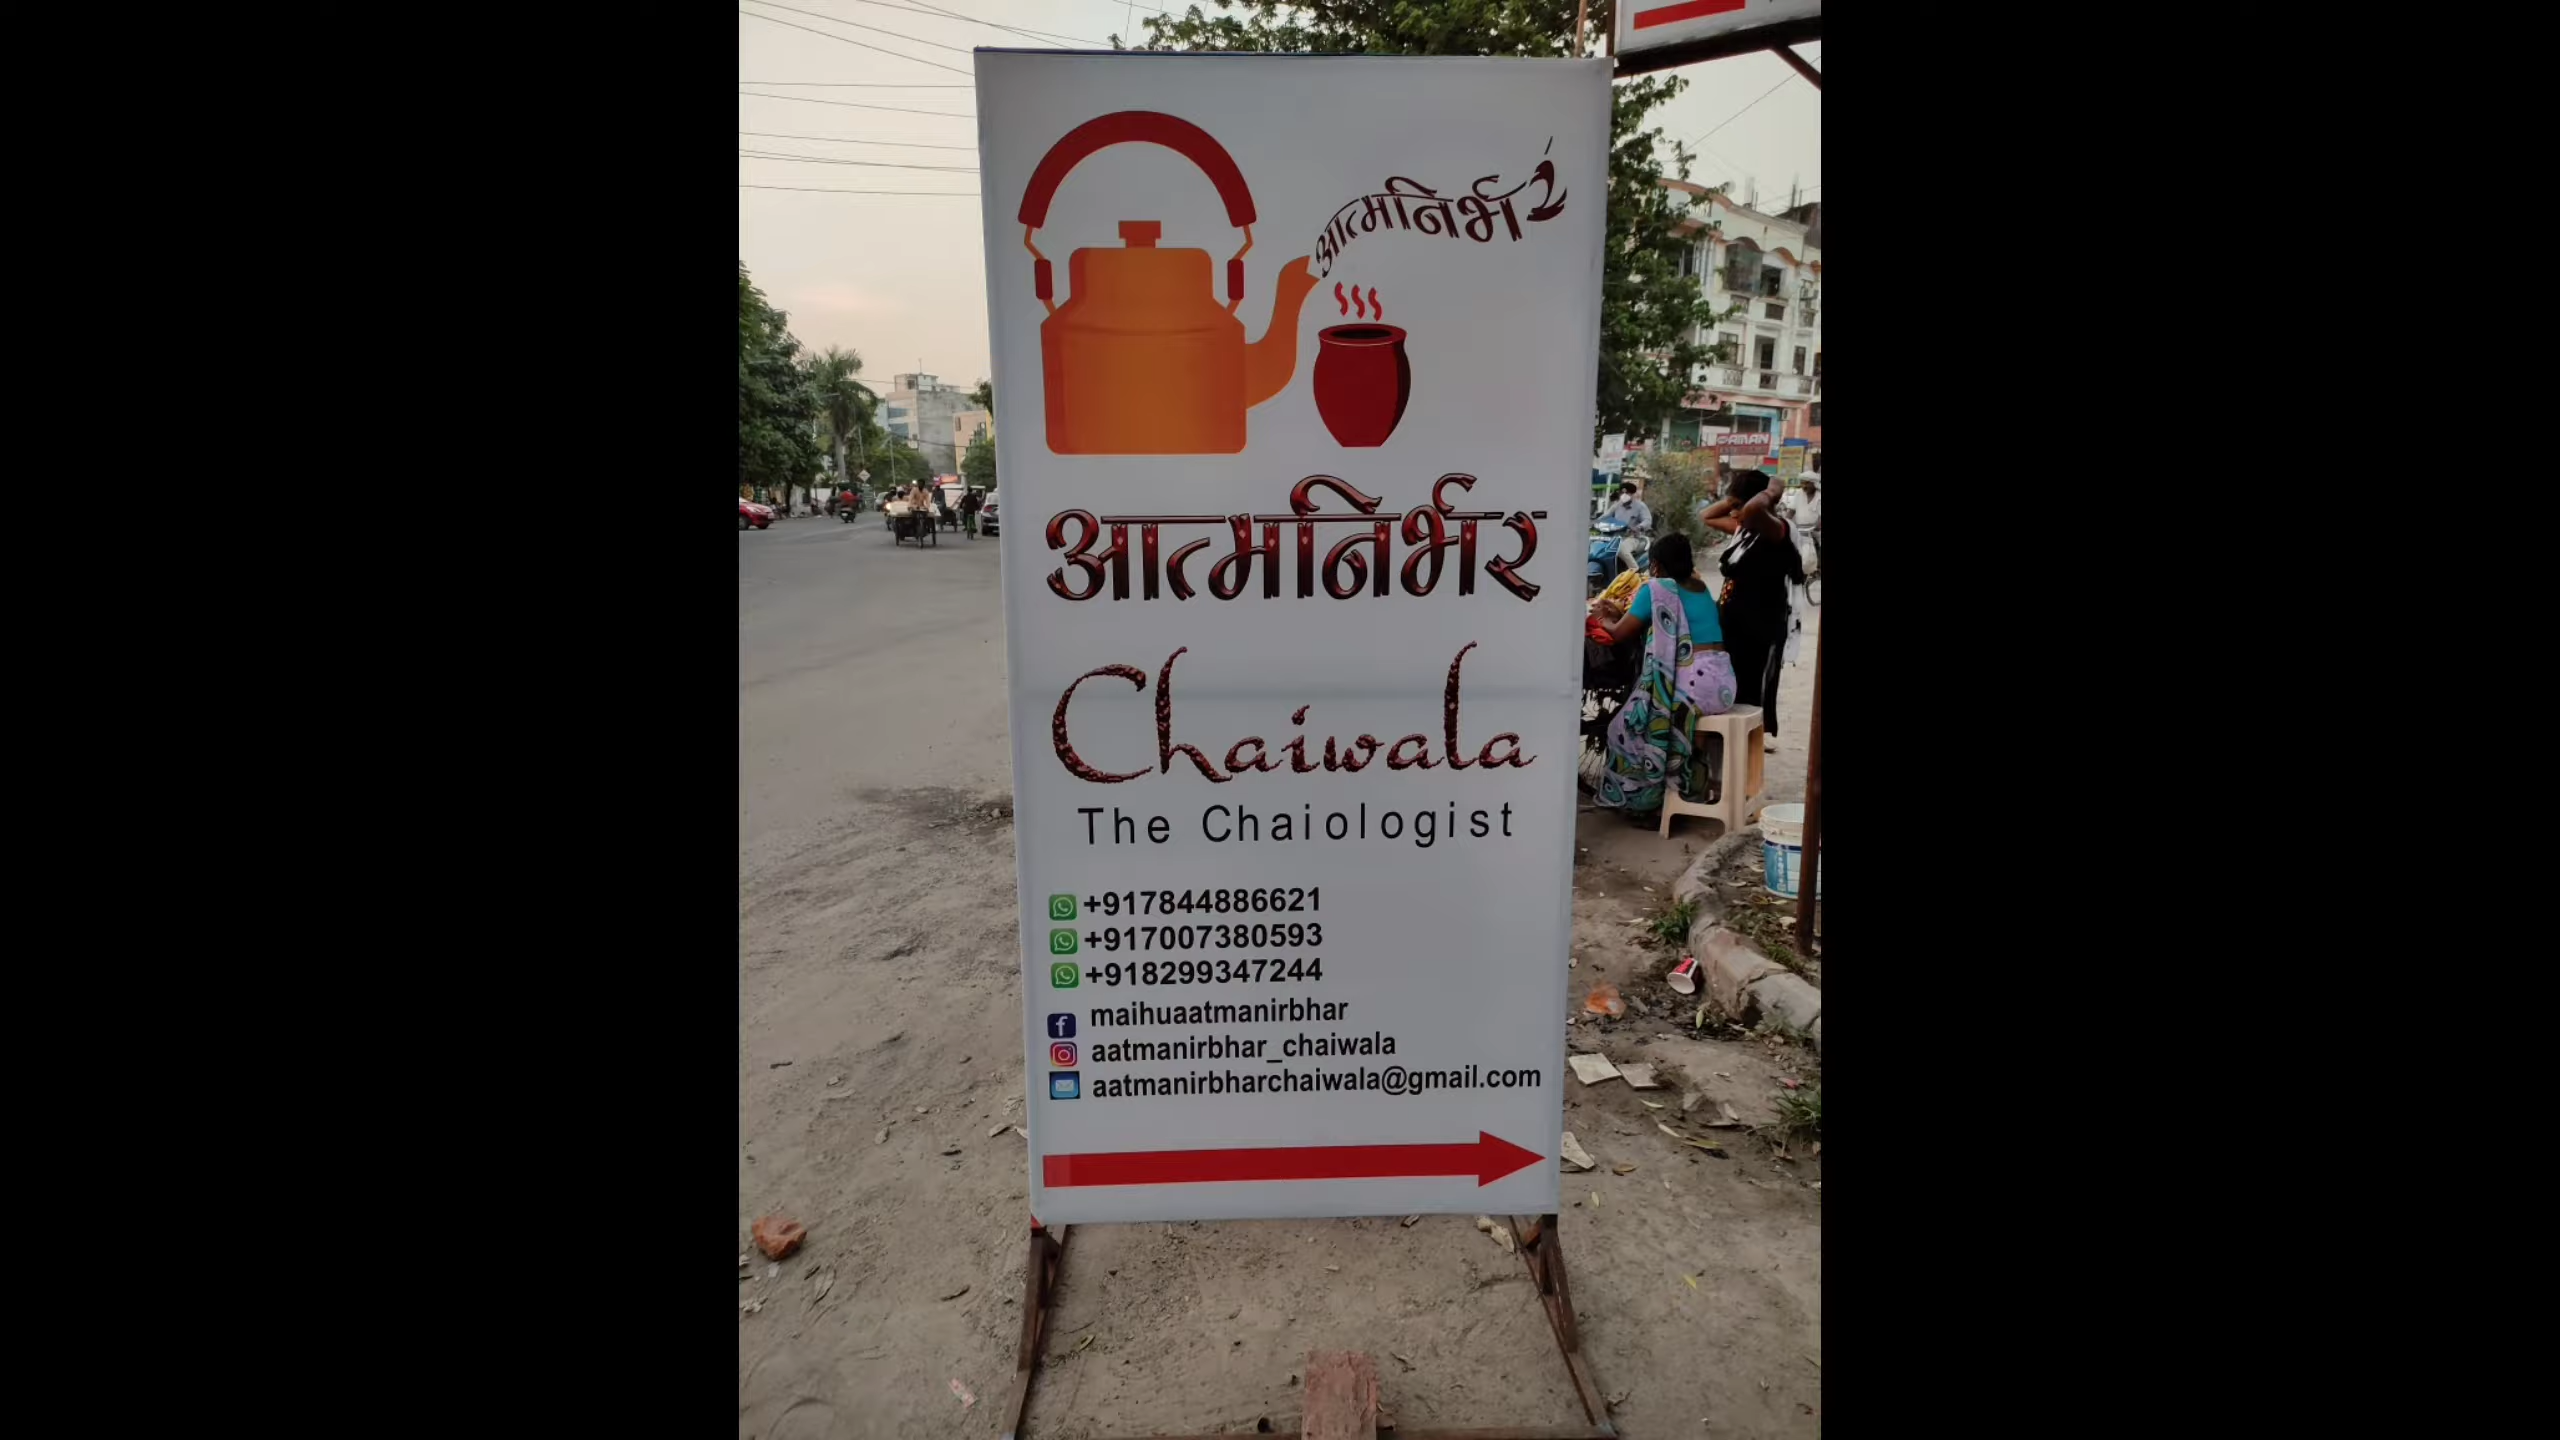 आत्मनिर्भर
आत्मनिर्भर
Chaiwala
The Chaiologist
+917844886621
+917007380593
+918299347244
maihuaatmanirbhar
aatmanirbhar_chaiwala
aatmanirbharchaiwala@gmail.com